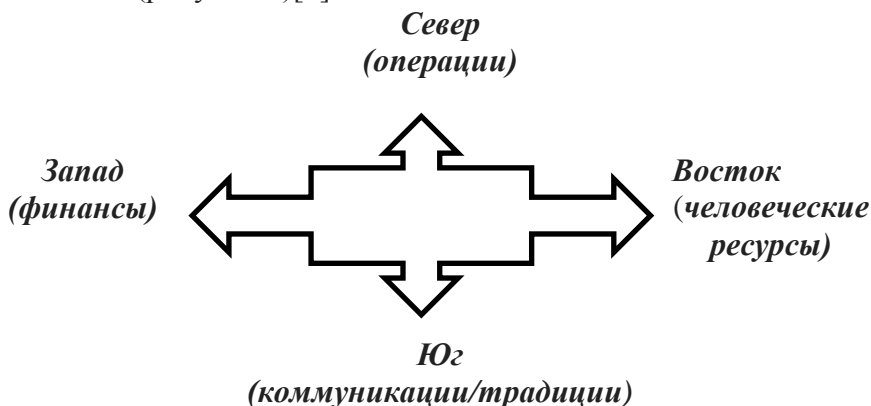 Север
(операции)
Запад
(финансы)
Восток
(человеческие
ресурсы)
Юг
(коммуникации/традиции)